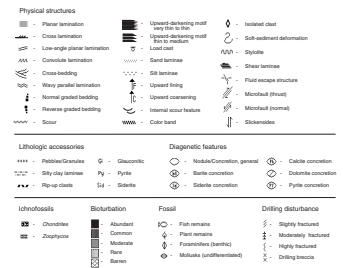 Physical structures
- Planar lamination
- Cross lamination
- Low-angle planar lamination
- Convolute lamination
- Cross-bedding
- Wavy parallel lamination
- Normal graded bedding
- Reverse graded bedding
- Scour
- Upward-darkening motif
very thin to thin
- Upward-darkening motif
thin to medium
- Load cast
- Sand laminae
- Silt laminae
- Upward fining
- Upward coarsening
- Internal scour feature
- Color band
- Isolated clast
- Soft-sediment deformation
- Stylolite
- Shear laminae
- Fluid escape structure
- Microfault (thrust)
- Microfault (normal)
- Slickensides
Lithologic accessories
- Pebbles/Granules
- Silty clay laminae
- Rip-up clasts
Gl - Glauconitic
Py - Pyrite
Sid - Siderite
Diagenetic features
- Nodule/Concretion, general
- Barite concretion
- Siderite concretion
- Calcite concretion
- Dolomite concretion
- Pyrite concretion
Ichnofossils
- Chondrites
- Zoophycos
Bioturbation
- Abundant
- Common
- Moderate
- Rare
- Barren
Fossil
- Fish remains
- Plant remains
- Foraminifers (benthic)
- Mollusks (undifferentiated)
Drilling disturbance
- Slightly fractured
- Moderately fractured
- Highly fractured
- Drilling breccia